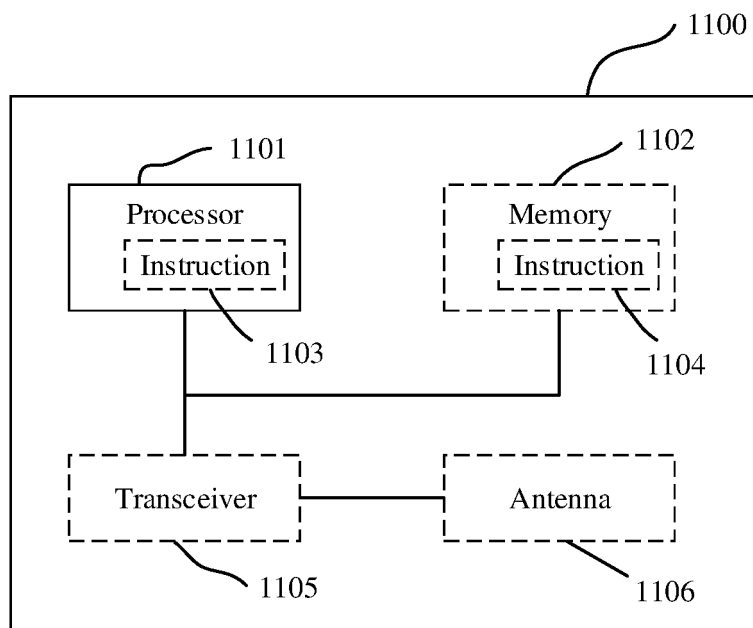 1100
1101
1102
Processor
Memory
Instruction
Instruction
1103
1104
Transceiver
Antenna
1105
1106